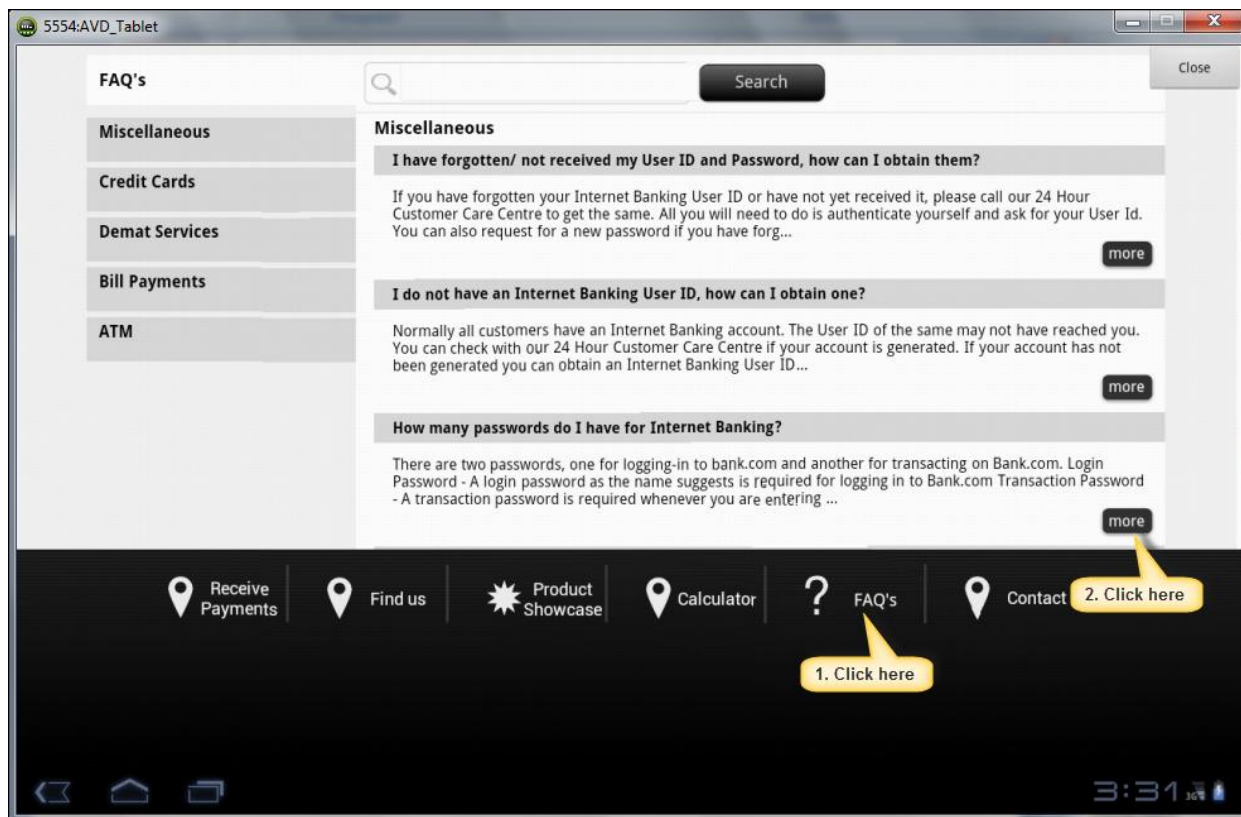 5554:AVD_Tablet
Close
FAQ's
Search
Miscellaneous
Credit Cards
Demat Services
Bill Payments
ATM
Miscellaneous
I have forgotten/ not received my User ID and Password, how can I obtain them?
If you have forgotten your Internet Banking User ID or have not yet received it, please call our 24 Hour
Customer Care Centre to get the same. All you will need to do is authenticate yourself and ask for your User Id.
You can also request for a new password if you have forg...
more
I do not have an Internet Banking User ID, how can I obtain one?
Normally all customers have an Internet Banking account. The User ID of the same may not have reached you.
You can check with our 24 Hour Customer Care Centre if your account is generated. If your account has not
been generated you can obtain an Internet Banking User ID...
more
How many passwords do I have for Internet Banking?
There are two passwords, one for logging-in to bank.com and another for transacting on Bank.com. Login
Password - A login password as the name suggests is required for logging in to Bank.com Transaction Password
- A transaction password is required whenever you are entering ...
more
Receive
Payments
Find us
Product
Showcase
Calculator
FAQ's
Contact
2. Click here
1. Click here
3:31
3G